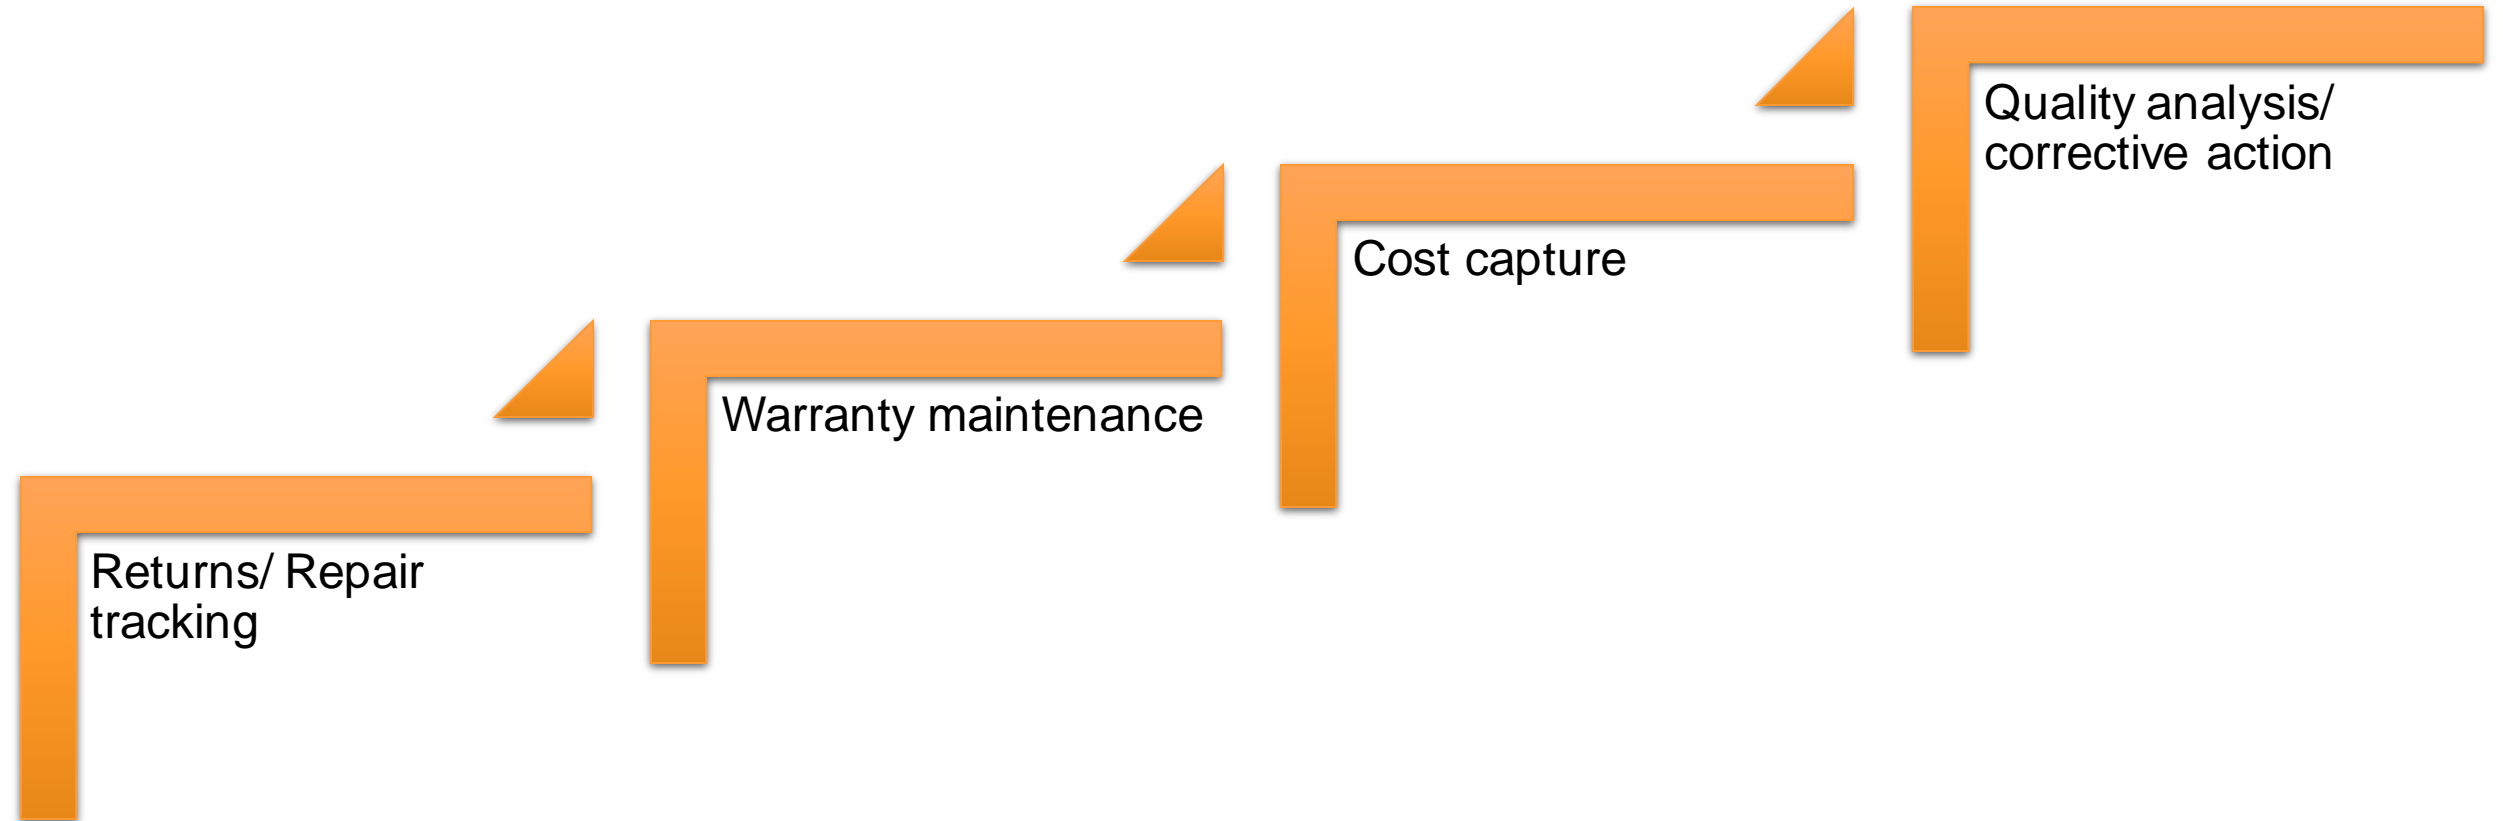 Returns/ Repair
tracking
Warranty maintenance
Cost capture
Quality analysis/
corrective action